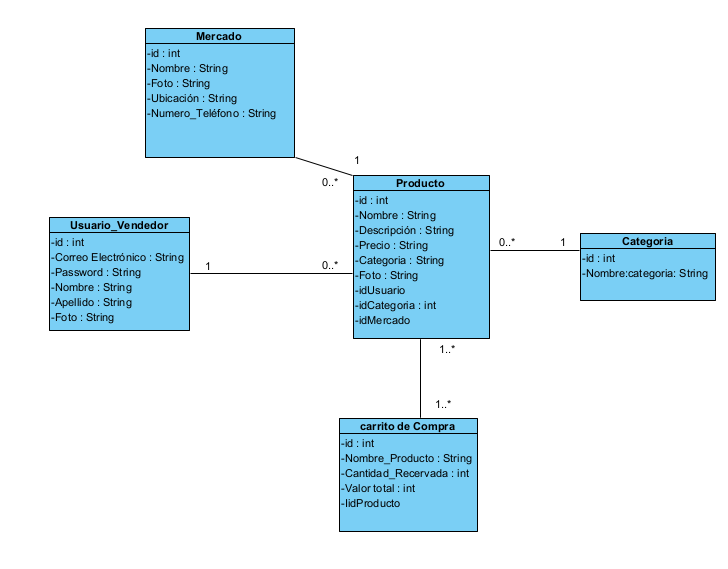 Mercado
-id : int
-Nombre : String
-Foto : String
-Ubicación : String
-Numero_Teléfono : String
1
0..*
Producto
-id : int
-Nombre : String
-Descripción : String
-Precio : String
-Categoria : String
-Foto : String
-idUsuario
-idCategoria : int
-idMercado
Usuario_Vendedor
-id : int
-Correo Electrónico : String
-Password : String
-Nombre : String
-Apellido : String
-Foto : String
1
0..*
0..*
1
Categoria
-id : int
-Nombre:categoria: String
1..*
1..*
carrito de Compra
-id : int
-Nombre_Producto : String
-Cantidad_Recervada : int
-Valor total : int
-IidProducto